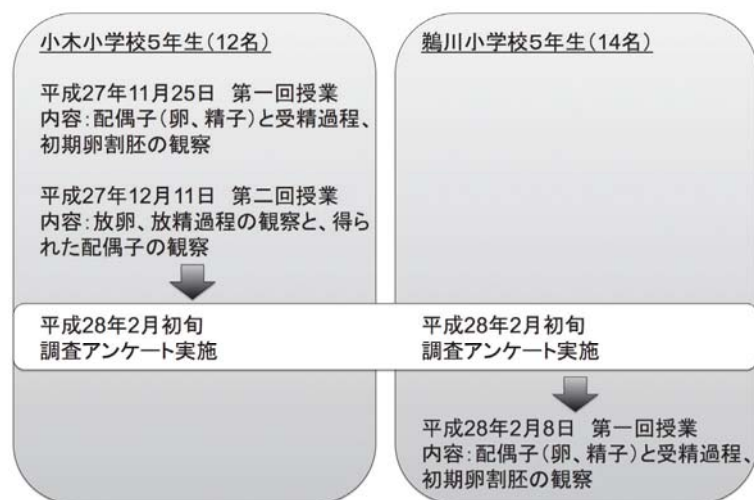 小木小学校5年生(12名)
平成27年11月25日 第一回授業
内容:配偶子(卵、精子)と受精過程、
初期卵割胚の観察
平成27年12月11日 第二回授業
内容:放卵、放精過程の観察と、得ら
れた配偶子の観察
平成28年2月初旬
調査アンケート実施
鵜川小学校5年生(14名)
平成28年2月初旬
調査アンケート実施
平成28年2月8日 第一回授業
内容:配偶子(卵、精子)と受精過程、
初期卵割胚の観察